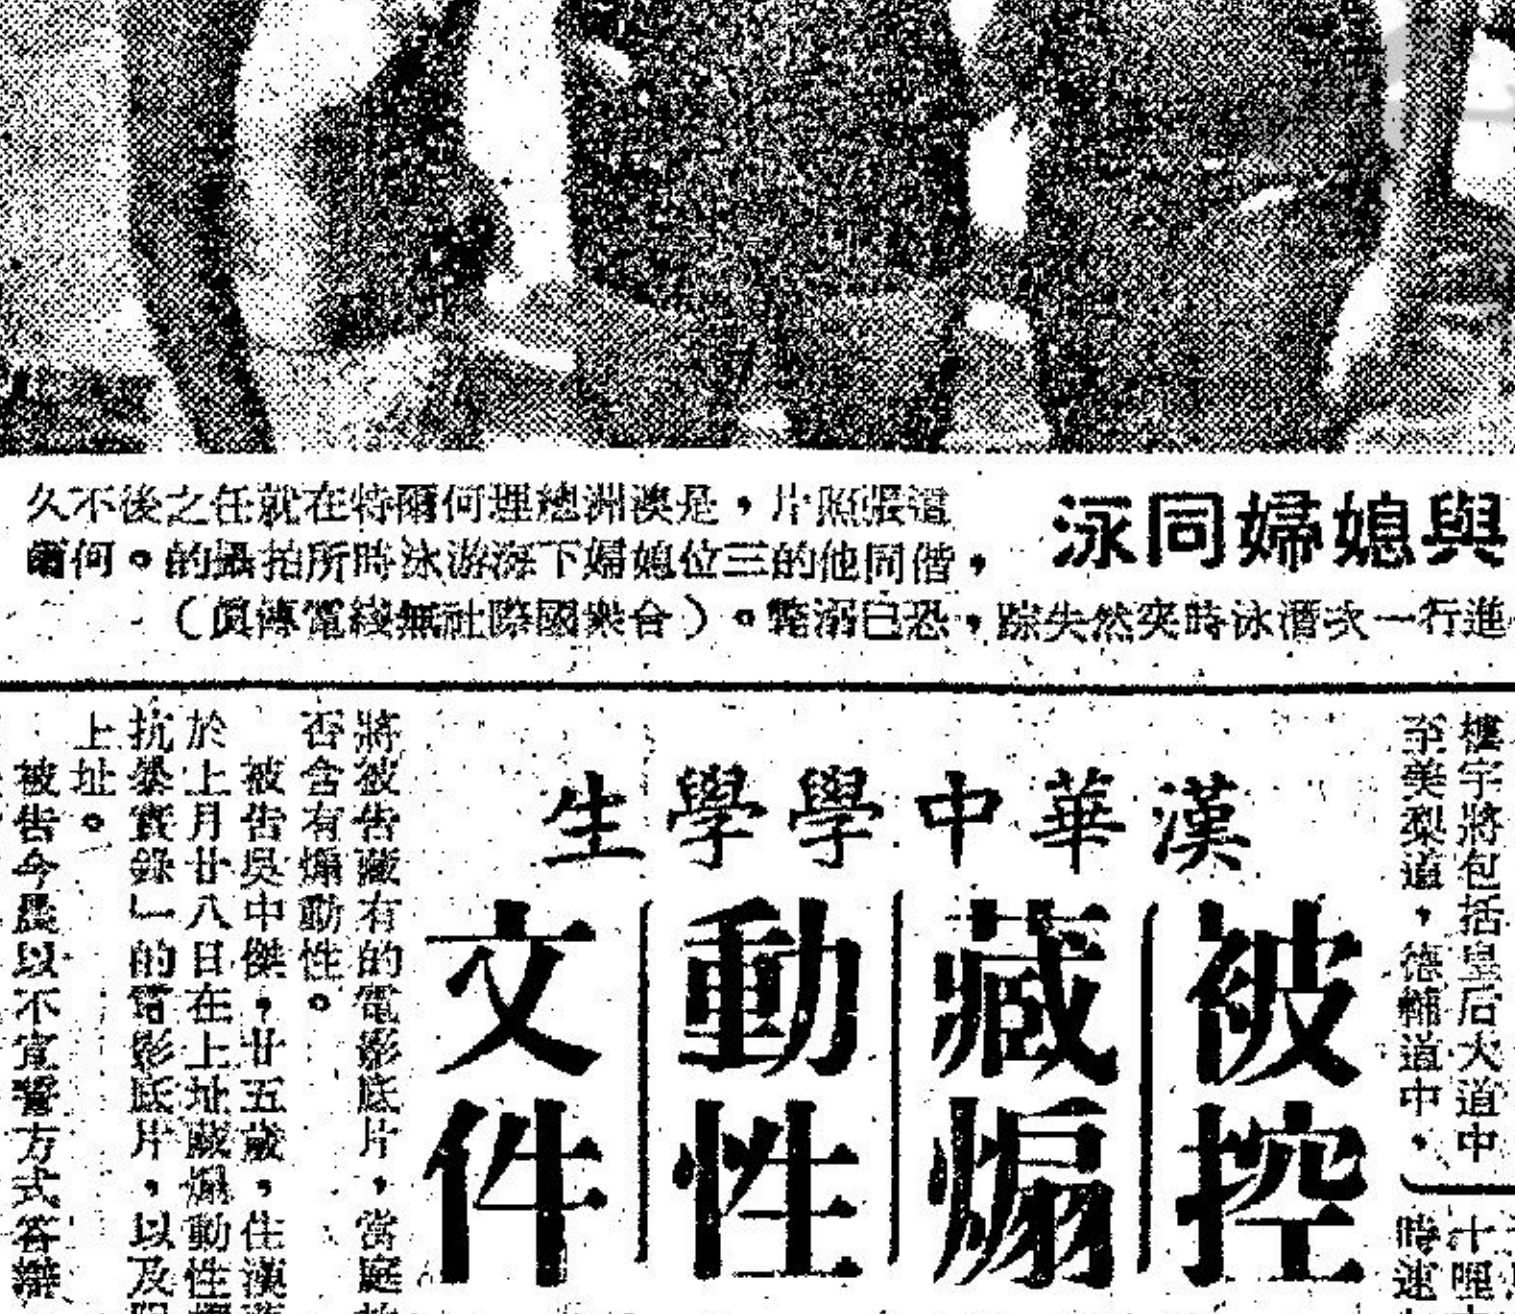 與媳婦同泳
這張照片，是澳洲總理何爾特在就任之後不久
，偕同他的三位媳婦下海游泳時所拍攝的。何爾
進行一次潛泳時突然失踪，恐已溺斃。（合衆國際社無綫電傳眞）
樓宇將包括皇后大道中
至美梨道，德輔道中，
時速
漢華中學學生
被控
藏煽
動性
文件
將被告藏有的電影底片，當庭
否含有煽動性。
被告吳中傑，廿五歲，住漢華
於上月廿八日在上址藏煽動性
抗暴實錄」的電影底片，以及
上址。
被告今晨以不宣誓方式答辯